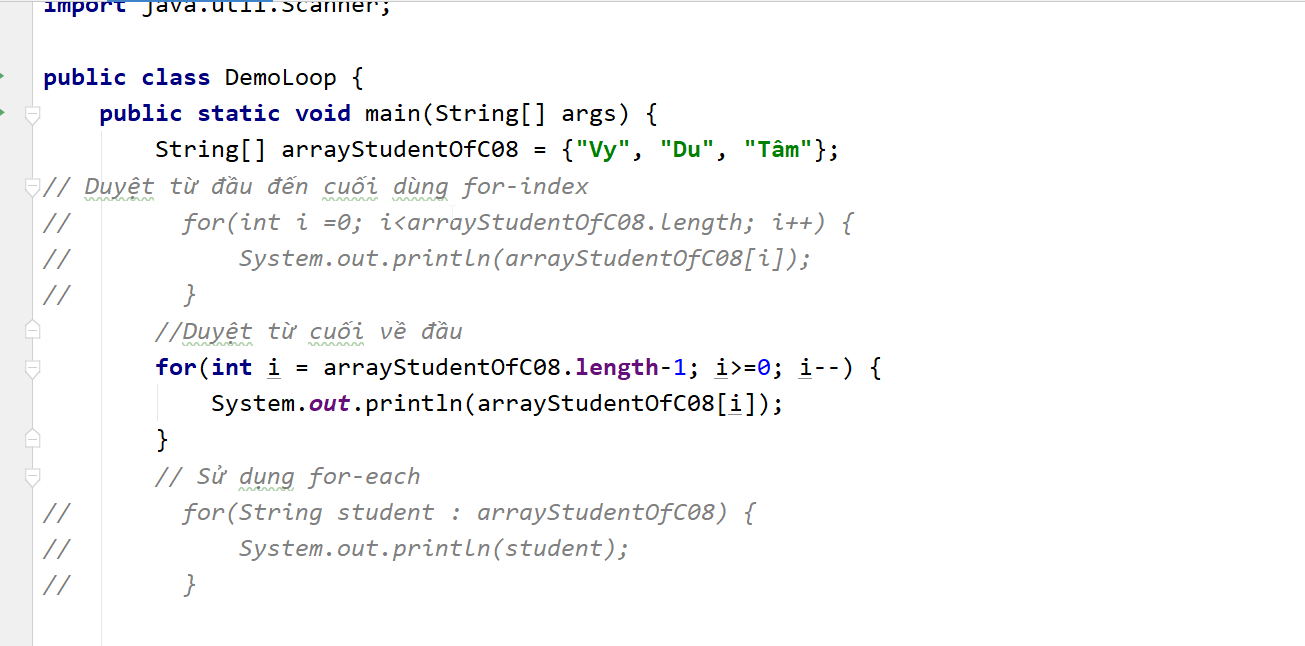 import java.util.Scanner;
public class DemoLoop {
    public static void main(String[] args) {
        String[] arrayStudentOfC08 = {"Vy", "Du", "Tâm"};
// Duyệt từ đầu đến cuối dùng for-index
//        for(int i =0; i<arrayStudentOfC08.length; i++) {
//            System.out.println(arrayStudentOfC08[i]);
//        }
        //Duyệt từ cuối về đầu
        for(int i = arrayStudentOfC08.length-1; i>=0; i--) {
            System.out.println(arrayStudentOfC08[i]);
        }
        // Sử dụng for-each
//        for(String student : arrayStudentOfC08) {
//            System.out.println(student);
//        }